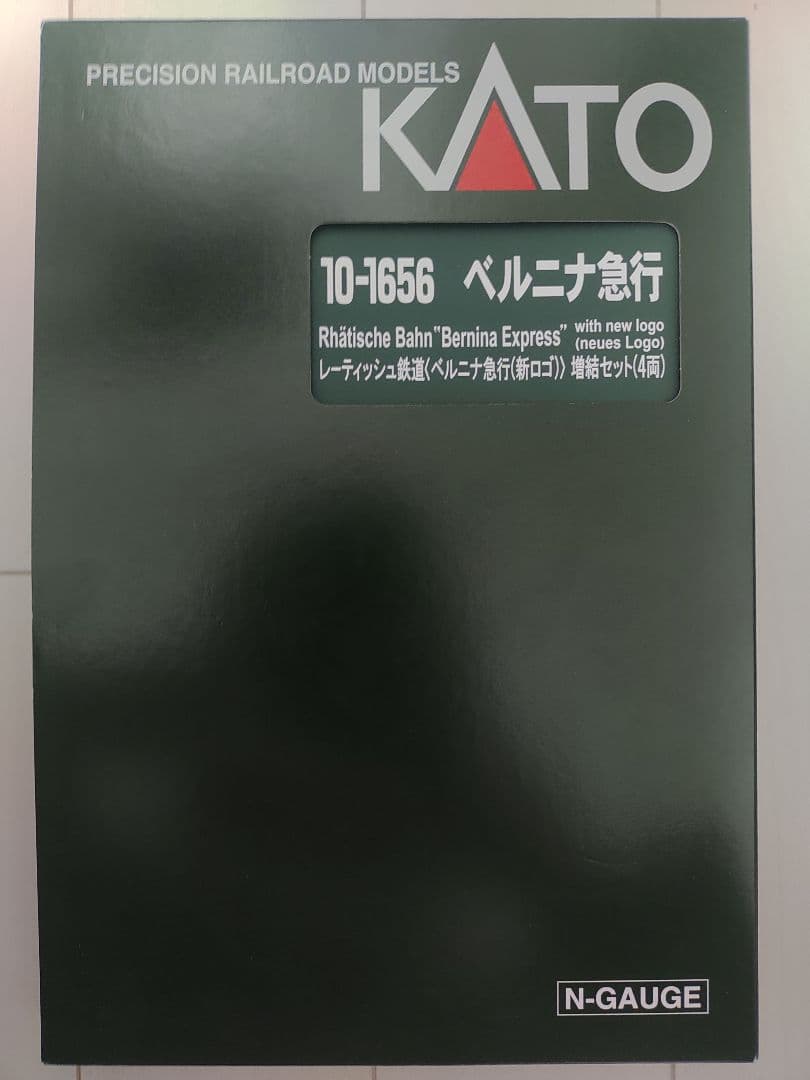 PRECISION RAILROAD MODELS
KATO
10-1656 ベルニナ急行
Rhätische Bahn "Bernina Express" with new logo
(neues Logo)
レーティッシュ鉄道〈ベルニナ急行(新ロゴ)〉 増結セット(4両)
N-GAUGE